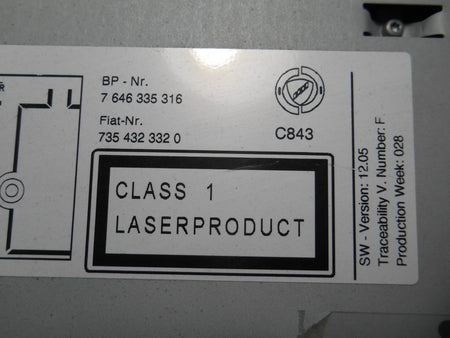 BP - Nr.
7 646 335 316
Fiat-Nr.
735 432 332 0
C843
CLASS 1
LASERPRODUCT
SW - Version: 12.05
Traceability V. Number: F
Production Week: 028